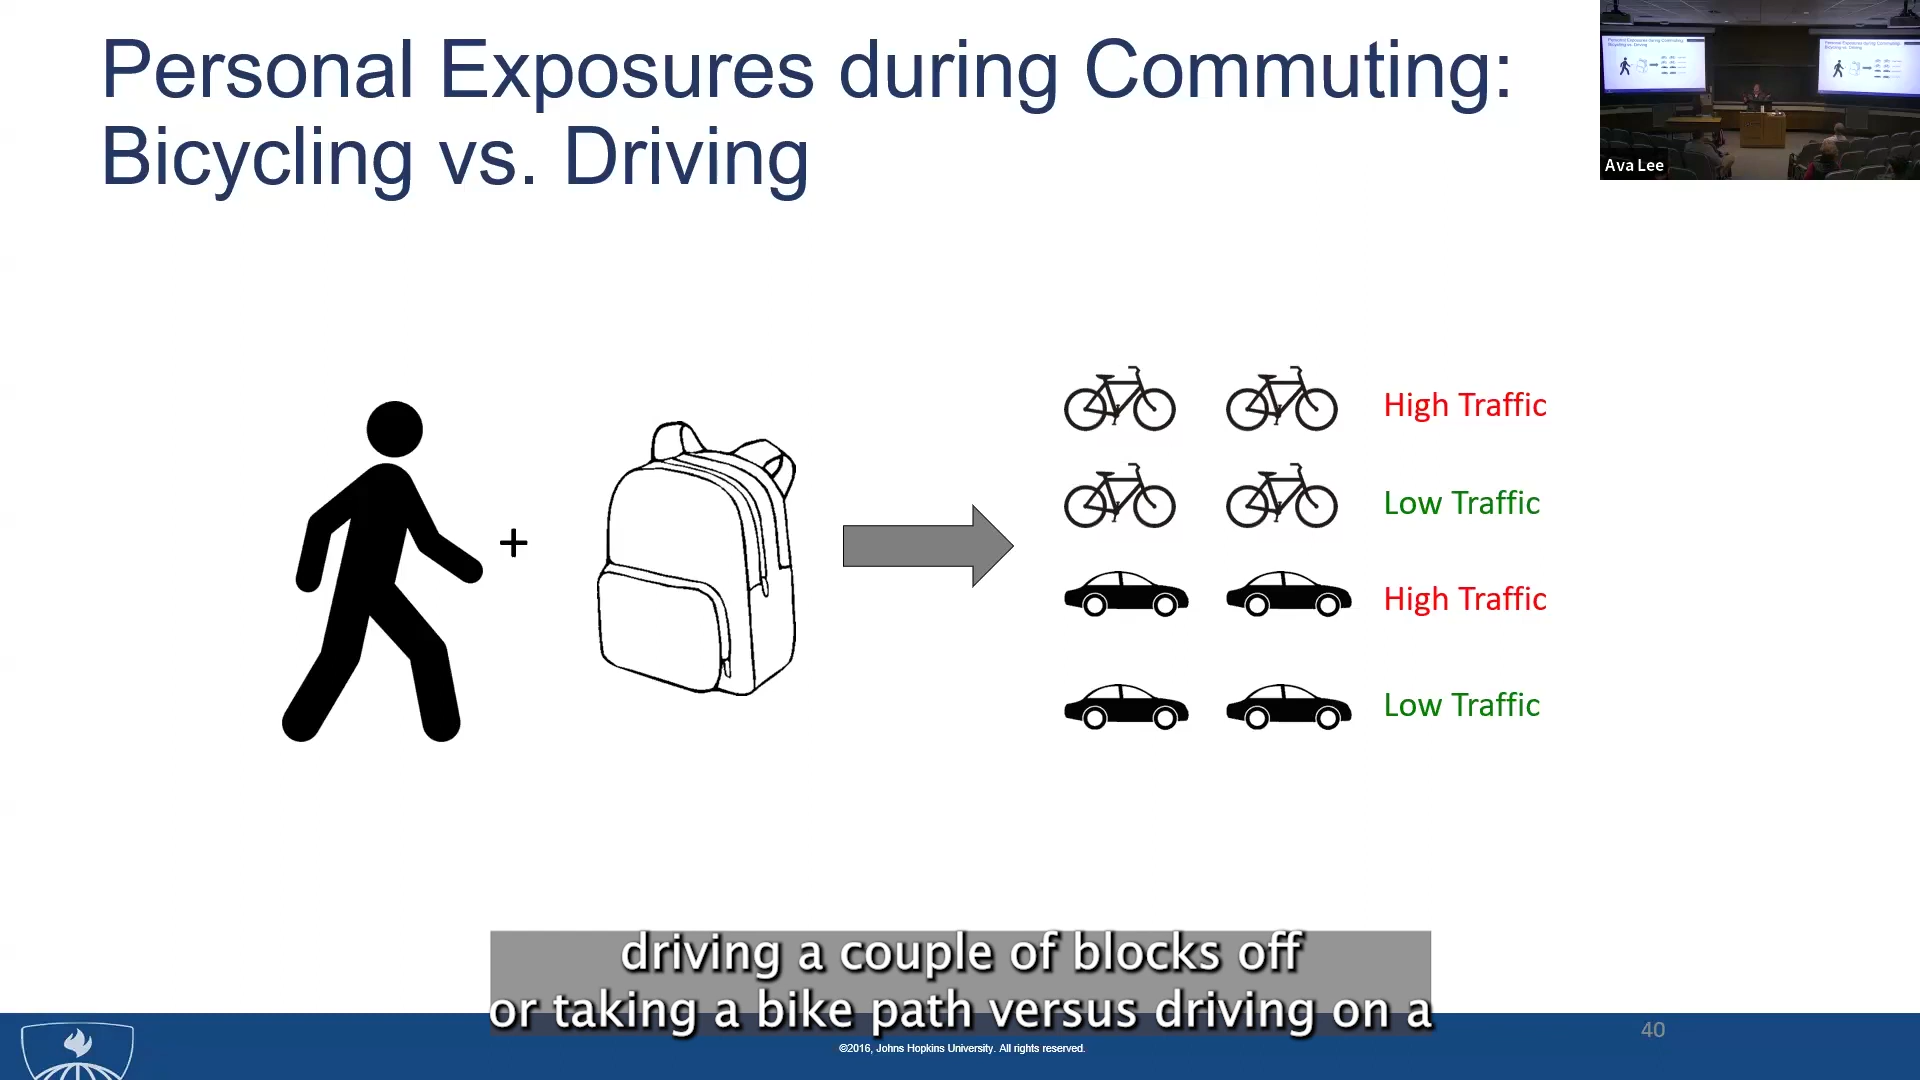 Personal Exposures during Commuting:
Bicycling vs. Driving
Ava Lee
+
High Traffic
Low Traffic
High Traffic
Low Traffic
driving a couple of blocks off
or taking a bike path versus driving on a
40
©2016, Johns Hopkins University. All rights reserved.